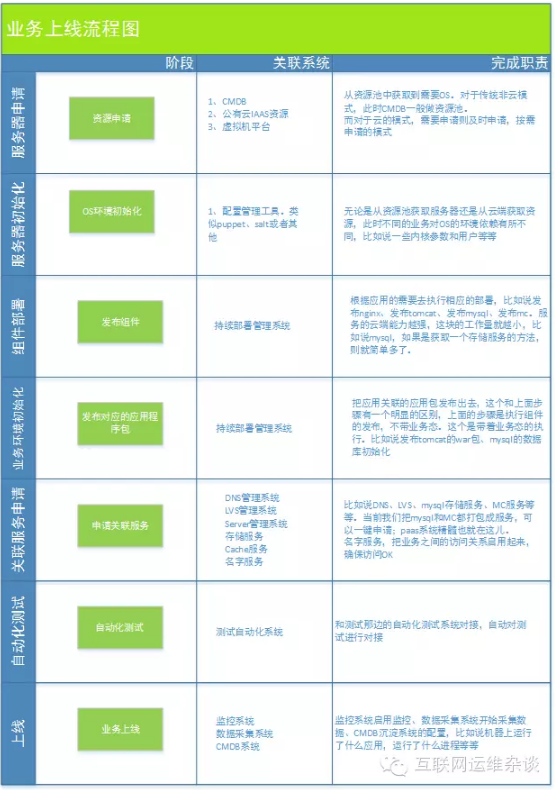 业务上线流程图
阶段
关联系统
完成职责
服务器申请
资源申请
1、CMDB
2、公有云IAAS资源
3、虚拟机平台
从资源池中获取到需要OS。对于传统非云模
式，此时CMDB一般做资源池。
而对于云的模式，需要申请则及时申请，按需
申请的模式
服务器初始化
OS环境初始化
1、配置管理工具。类
似puppet、salt或者其
他
无论是从资源池获取服务器还是从云端获取资
源，此时不同的业务对OS的环境依赖有所不
同，比如说一些内核参数和用户等等
组件部署
发布组件
持续部署管理系统
根据应用的需要去执行相应的部署，比如说发
布nginx、发布tomcat、发布mysql、发布mc。服
务的云端能力越强，这块的工作量就越小，比
如说mysql，如果是获取一个存储服务的方法，
则就简单多了。
业务环境初始化
发布对应的应用程
序包
持续部署管理系统
把应用关联的应用包发布出去，这个和上面步
骤有一个明显的区别，上面的步骤是执行组件
的发布，不带业务态。这个是带着业务态的执
行。比如说发布tomcat的war包、mysql的数据
库初始化
关联服务申请
申请关联服务
DNS管理系统
LVS管理系统
Server管理系统
存储服务
Cache服务
名字服务
比如说DNS、LVS、mysql存储服务、MC服务等
等。当前我们把mysql和MC都打包成服务，可
以一键申请；paas系统精髓也就在这儿。
名字服务，把业务之间的访问关系启用起来，
确保访问OK
自动化测试
自动化测试
测试自动化系统
和测试那边的自动化测试系统对接，自动对测
试进行对接
上线
业务上线
监控系统
数据采集系统
CMDB系统
监控系统启用监控、数据采集系统开始采集数
据、CMDB沉淀系统的配置，比如说机器上运行
了什么应用，运行了什么进程等等
互联网运维杂谈